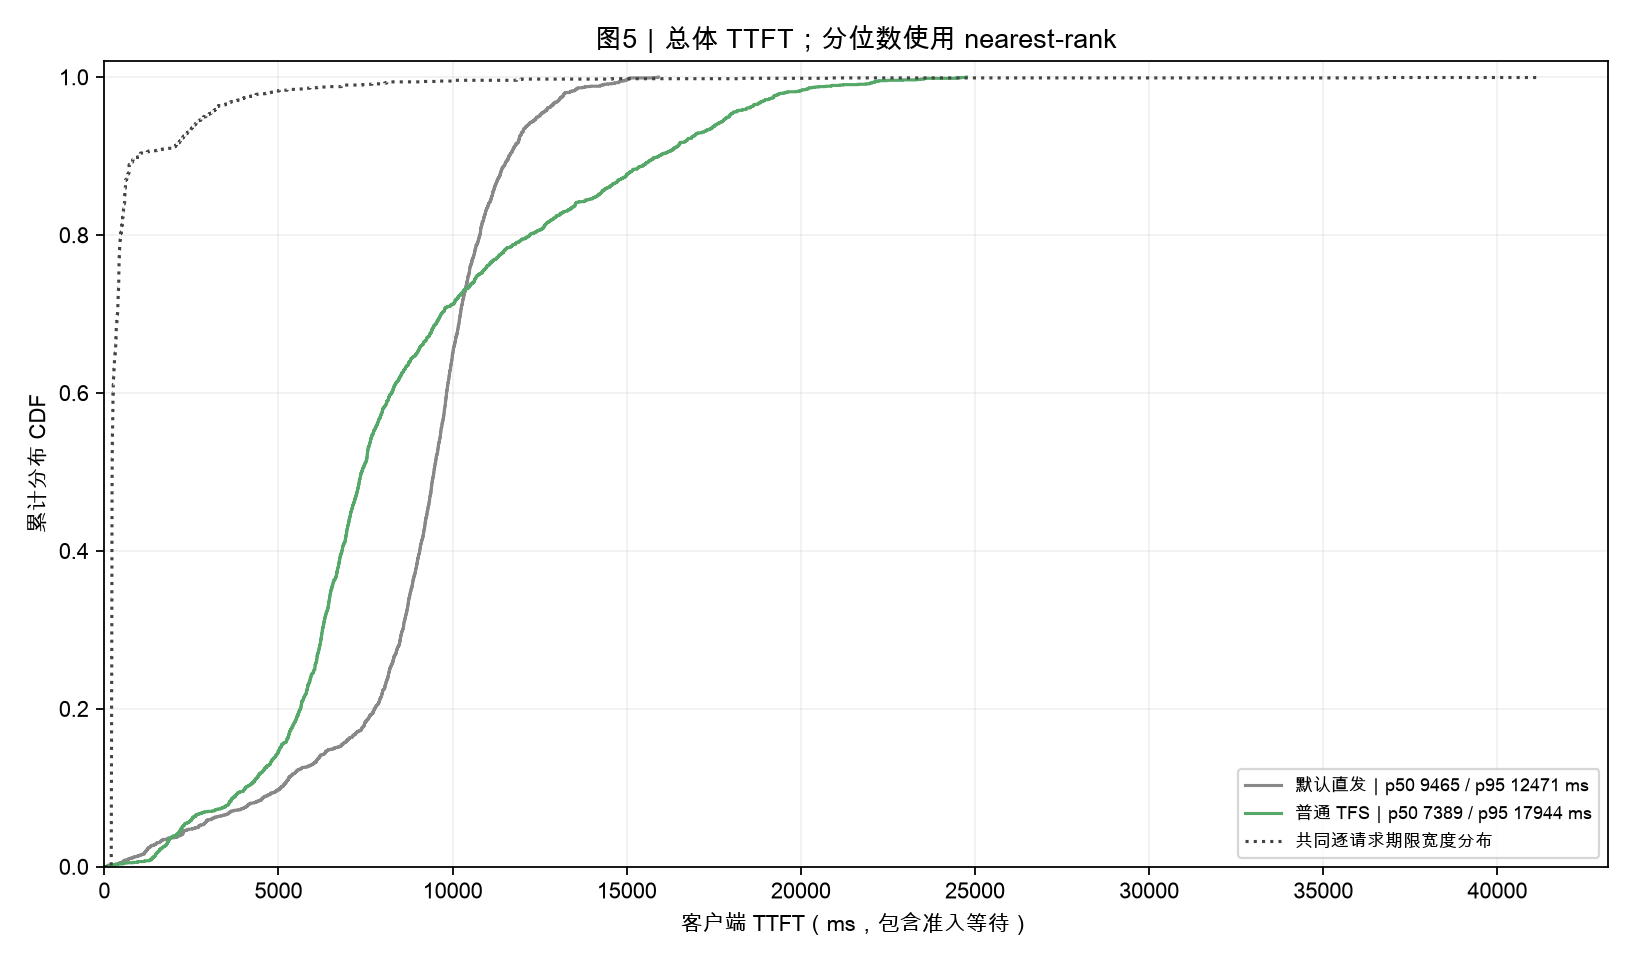 图5 | 总体 TTFT；分位数使用 nearest-rank
累计分布 CDF
1.0
0.8
0.6
0.4
0.2
0.0
0 5000 10000 15000 20000 25000 30000 35000 40000
客户端 TTFT（ms，包含准入等待）
默认直发 | p50 9465 / p95 12471 ms
普通 TFS | p50 7389 / p95 17944 ms
共同逐请求期限宽度分布